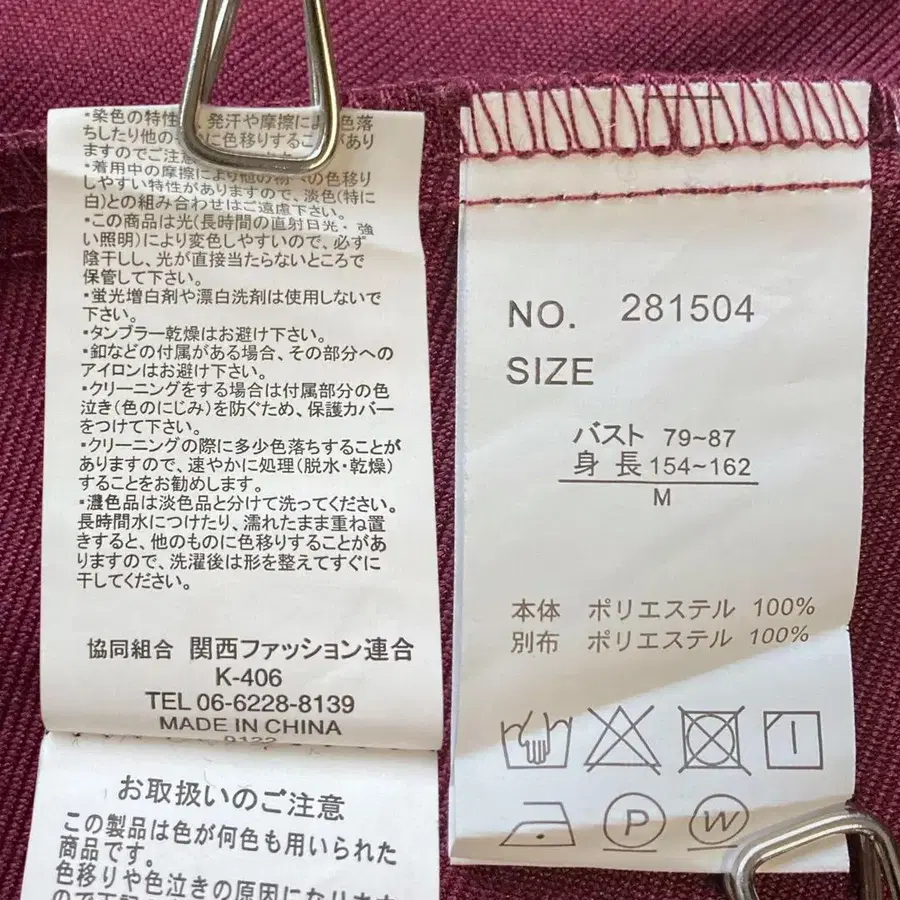 ・染色の特性 発汗や摩擦によ 色落
ちしたり他の に色移りする があり
ますのでご注意
・着用中の摩擦により他の の色移り
しやすい特性がありますので、淡色(特に
白)との組み合わせはご遠慮下さい。
・この商品は光(長時間の直射日光・強
い照明)により変色しやすいので、必ず
陰干しし、光が直接当たらないところで
保管して下さい。
・蛍光増白剤や漂白洗剤は使用しないで
下さい。
・タンブラー乾燥はお避け下さい。
・釦などの付属がある場合、その部分への
アイロンはお避け下さい。
・クリーニングをする場合は付属部分の色
泣き(色のにじみ)を防ぐため、保護カバー
をつけて下さい。
・クリーニングの際に多少色落ちすることが
ありますので、速やかに処理(脱水・乾燥)
することをお勧めします。
・濃色品は淡色品と分けて洗ってください。
長時間水につけたり、濡れたまま重ね置
きすると、他のものに色移りすることがあ
りますので、洗濯後は形を整えてすぐに
干してください。
協同組合 関西ファッション連合
K-406
TEL 06-6228-8139
MADE IN CHINA
お取扱いのご注意
この製品は色が何色も用いられた
商品です。
色移りや色泣きの原因になります
NO. 281504
SIZE
バスト 79~87
身長 154~162
M
本体 ポリエステル 100%
別布 ポリエステル 100%
P W